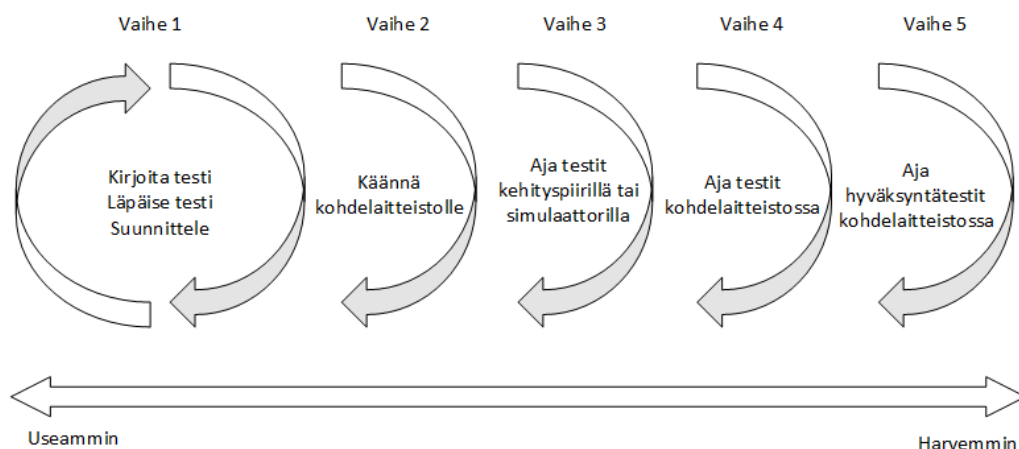 Vaihe 1
Vaihe 2
Vaihe 3
Vaihe 4
Vaihe 5
Kirjoita testi
Läpäise testi
Suunnittele
Käännä
kohdelaitteistolle
Aja testit
kehityspiirillä tai
simulaattorilla
Aja testit
kohdelaitteistossa
Aja
hyväksyntätestit
kohdelaitteistossa
Useammin
Harvemmin